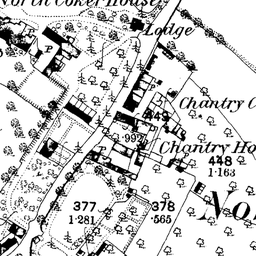 North Coker House
Lodge
P
Chantry C
449
.992
Chantry Ho
448
1.163
377
1.281
378
.565
No
P